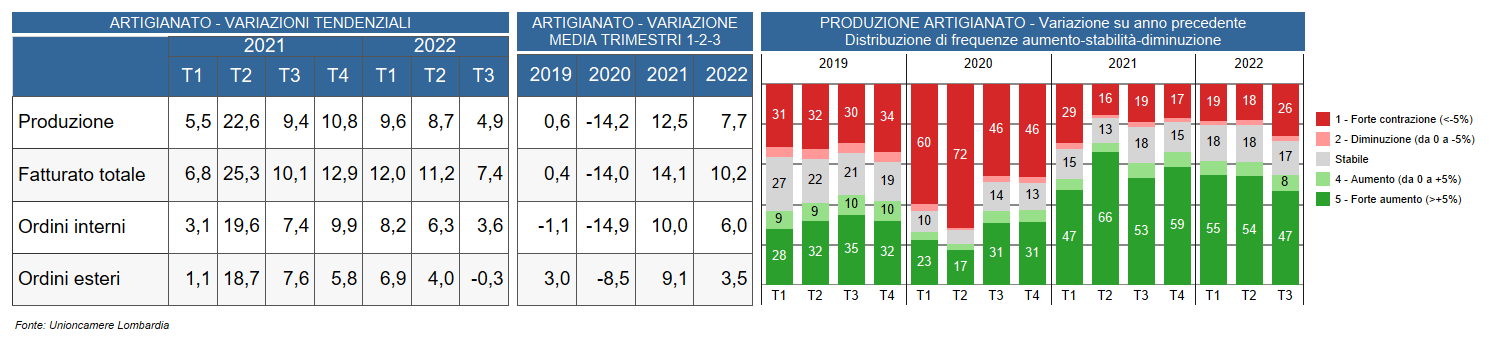 ARTIGIANATO - VARIAZIONI TENDENZIALI
2021 2022
T1 T2 T3 T4 T1 T2 T3
Produzione 5,5 22,6 9,4 10,8 9,6 8,7 4,9
Fatturato totale 6,8 25,3 10,1 12,9 12,0 11,2 7,4
Ordini interni 3,1 19,6 7,4 9,9 8,2 6,3 3,6
Ordini esteri 1,1 18,7 7,6 5,8 6,9 4,0 -0,3
Fonte: Unioncamere Lombardia
ARTIGIANATO - VARIAZIONE
MEDIA TRIMESTRI 1-2-3
2019 2020 2021 2022
0,6 -14,2 12,5 7,7
0,4 -14,0 14,1 10,2
-1,1 -14,9 10,0 6,0
3,0 -8,5 9,1 3,5
PRODUZIONE ARTIGIANATO - Variazione su anno precedente
Distribuzione di frequenze aumento-stabilità-diminuzione
2019 2020 2021 2022
31 32 30 34 60 72 46 46 29 16 19 17 19 18 26
27 22 21 19 10 14 13 15 13 18 15 18 18 17
9 9 10 10 8
28 32 35 32 23 17 31 31 47 66 53 59 55 54 47
T1 T2 T3 T4 T1 T2 T3 T4 T1 T2 T3 T4 T1 T2 T3
1 - Forte contrazione (<-5%)
2 - Diminuzione (da 0 a -5%)
Stabile
4 - Aumento (da 0 a +5%)
5 - Forte aumento (>+5%)